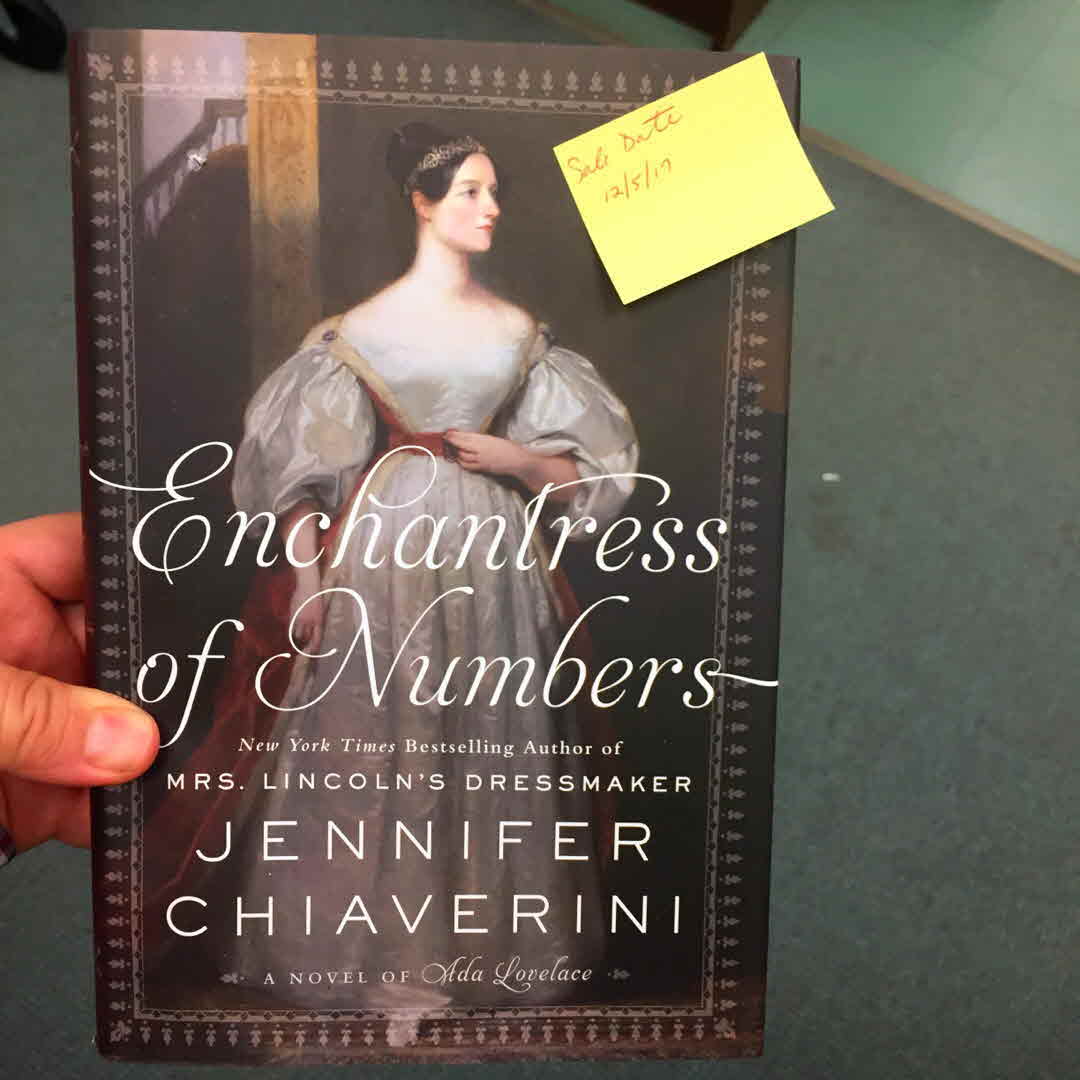 Sale Date
12/5/17
Enchantress
of Numbers
New York Times Bestselling Author of
MRS. LINCOLN'S DRESSMAKER
JENNIFER
CHIAVERINI
A NOVEL OF Ada Lovelace